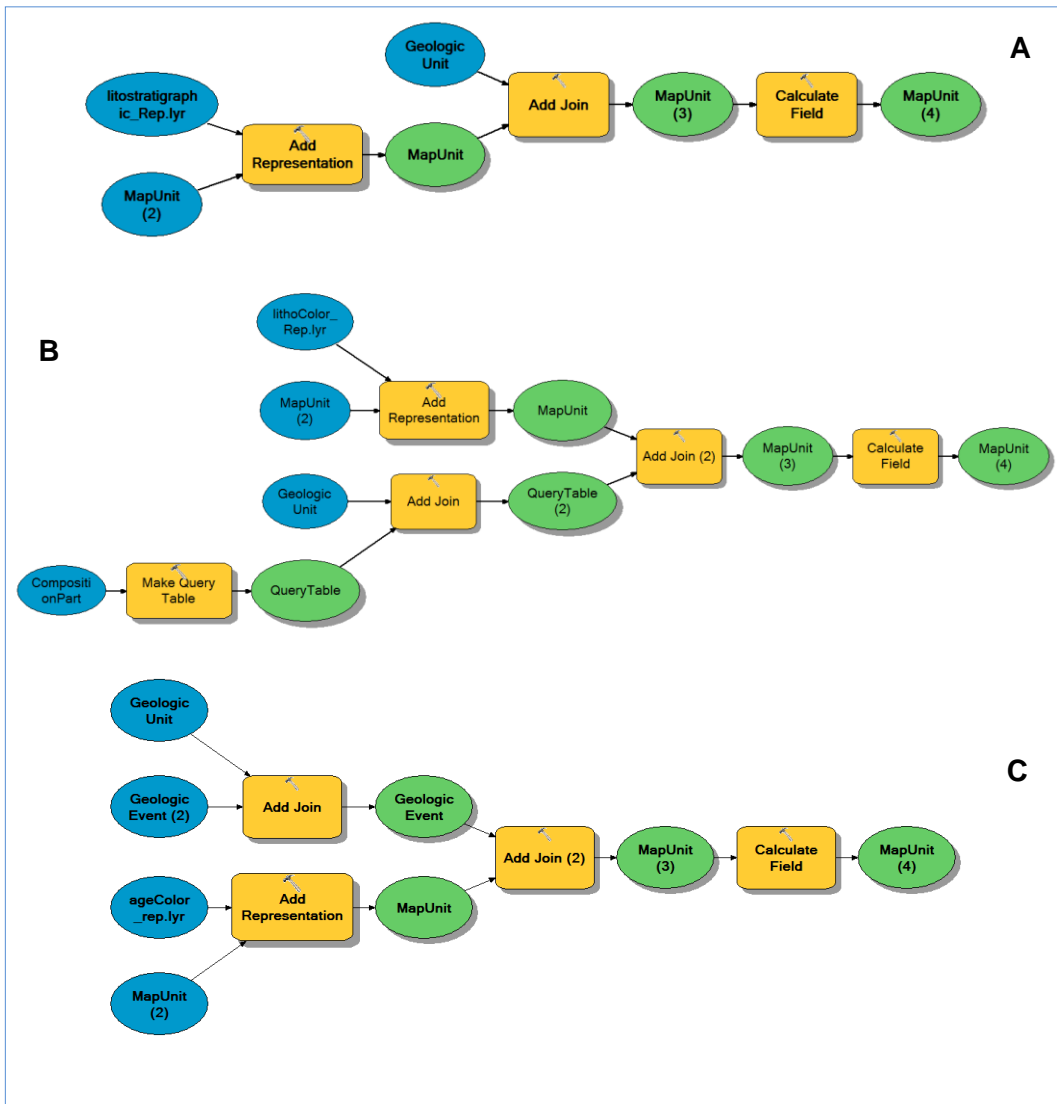 A
Geologic
Unit
litostratigraph
ic_Rep.lyr
Add Join
MapUnit
(3)
Calculate
Field
MapUnit
(4)
Add
Representation
MapUnit
MapUnit
(2)
B
lithoColor_
Rep.lyr
MapUnit
(2)
Add
Representation
MapUnit
Add Join (2)
MapUnit
(3)
Calculate
Field
MapUnit
(4)
Geologic
Unit
Add Join
QueryTable
(2)
Compositi
onPart
Make Query
Table
QueryTable
C
Geologic
Unit
Geologic
Event (2)
Add Join
Geologic
Event
Add Join (2)
MapUnit
(3)
Calculate
Field
MapUnit
(4)
ageColor
_rep.lyr
Add
Representation
MapUnit
MapUnit
(2)